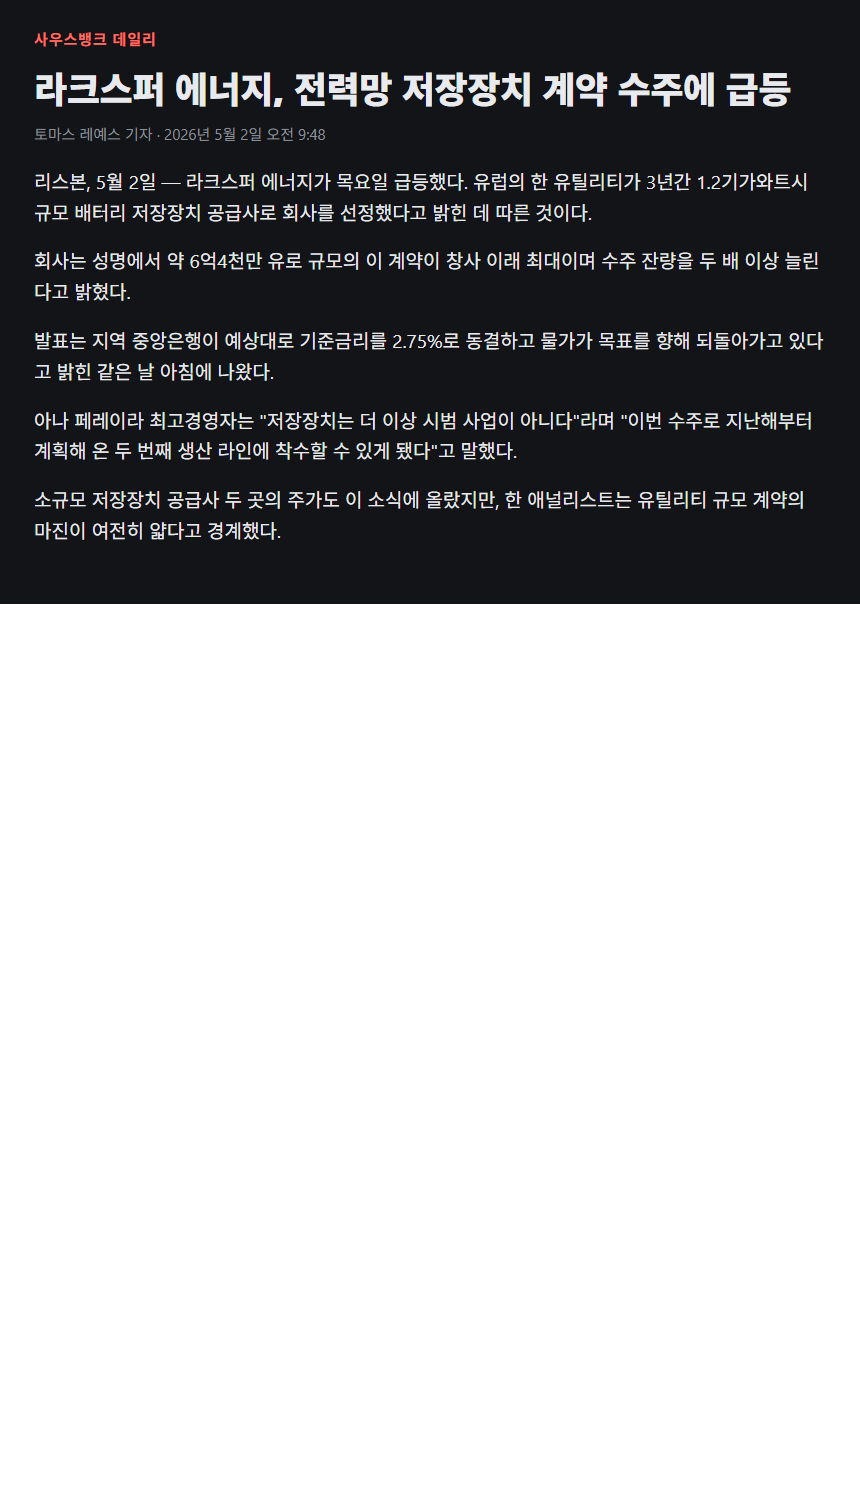 사우스뱅크 데일리
라크스퍼 에너지, 전력망 저장장치 계약 수주에 급등
토마스 레예스 기자 · 2026년 5월 2일 오전 9:48
리스본, 5월 2일 — 라크스퍼 에너지가 목요일 급등했다. 유럽의 한 유틸리티가 3년간 1.2기가와트시
규모 배터리 저장장치 공급사로 회사를 선정했다고 밝힌 데 따른 것이다.
회사는 성명에서 약 6억4천만 유로 규모의 이 계약이 창사 이래 최대이며 수주 잔량을 두 배 이상 늘린
다고 밝혔다.
발표는 지역 중앙은행이 예상대로 기준금리를 2.75%로 동결하고 물가가 목표를 향해 되돌아가고 있다
고 밝힌 같은 날 아침에 나왔다.
아나 페레이라 최고경영자는 "저장장치는 더 이상 시범 사업이 아니다"라며 "이번 수주로 지난해부터
계획해 온 두 번째 생산 라인에 착수할 수 있게 됐다"고 말했다.
소규모 저장장치 공급사 두 곳의 주가도 이 소식에 올랐지만, 한 애널리스트는 유틸리티 규모 계약의
마진이 여전히 얇다고 경계했다.